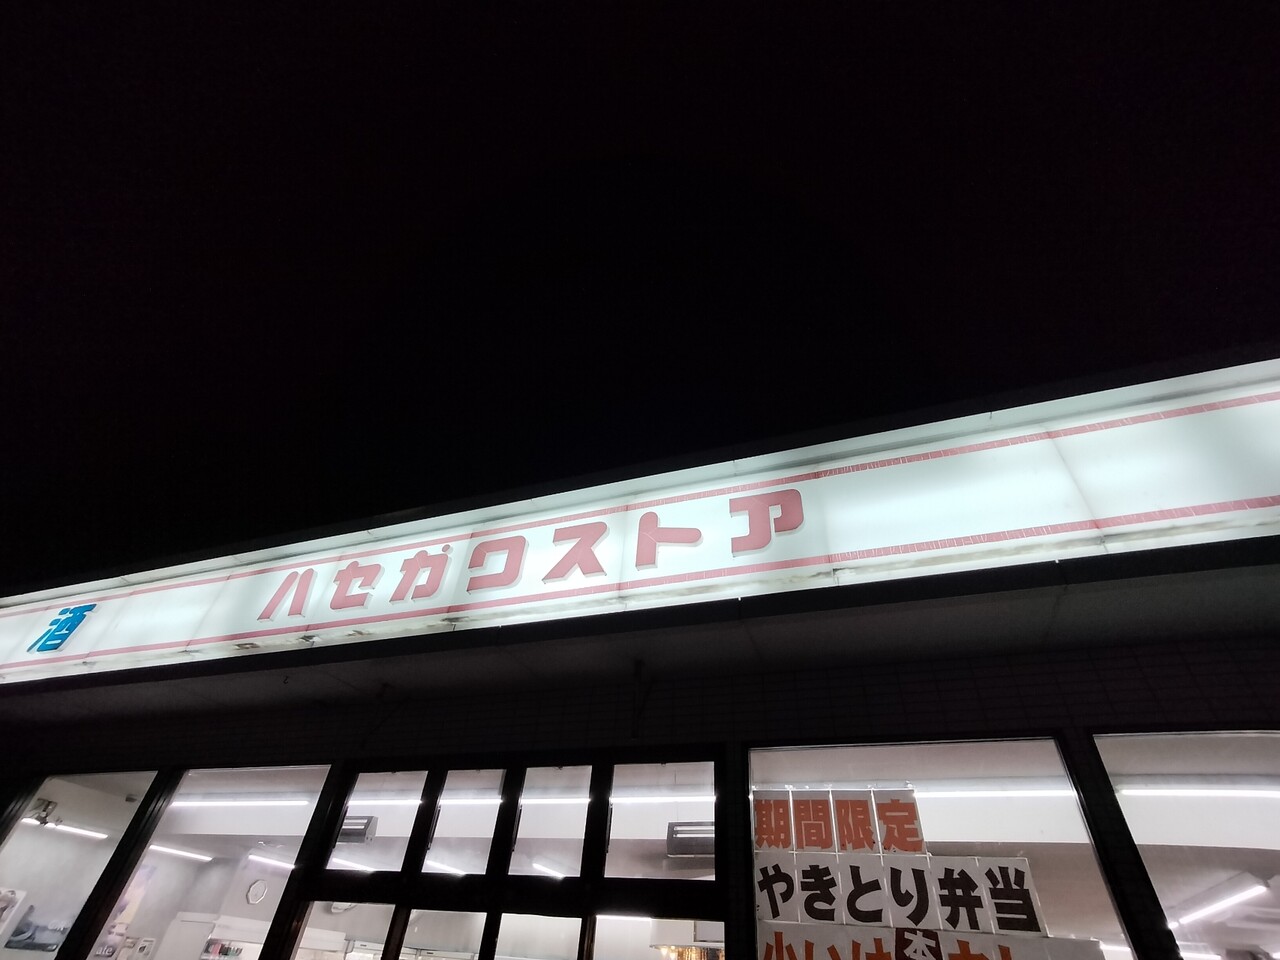 酒
ハセガワストア
期間限定
やきとり弁当